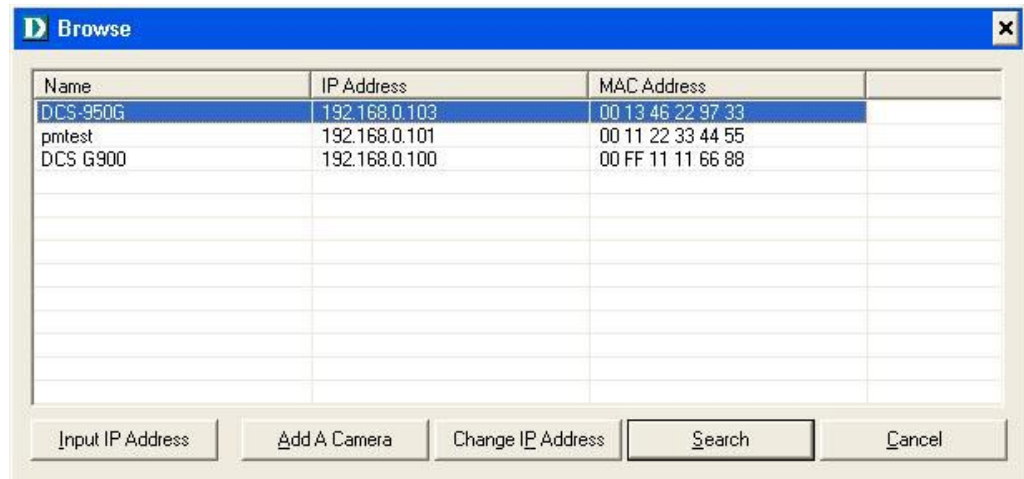 D Browse
Name IP Address MAC Address
DCS-950G 192.168.0.103 00 13 46 22 97 33
pmtest 192.168.0.101 00 11 22 33 44 55
DCS G900 192.168.0.100 00 FF 11 11 66 88
Input IP Address Add A Camera Change IP Address Search Cancel